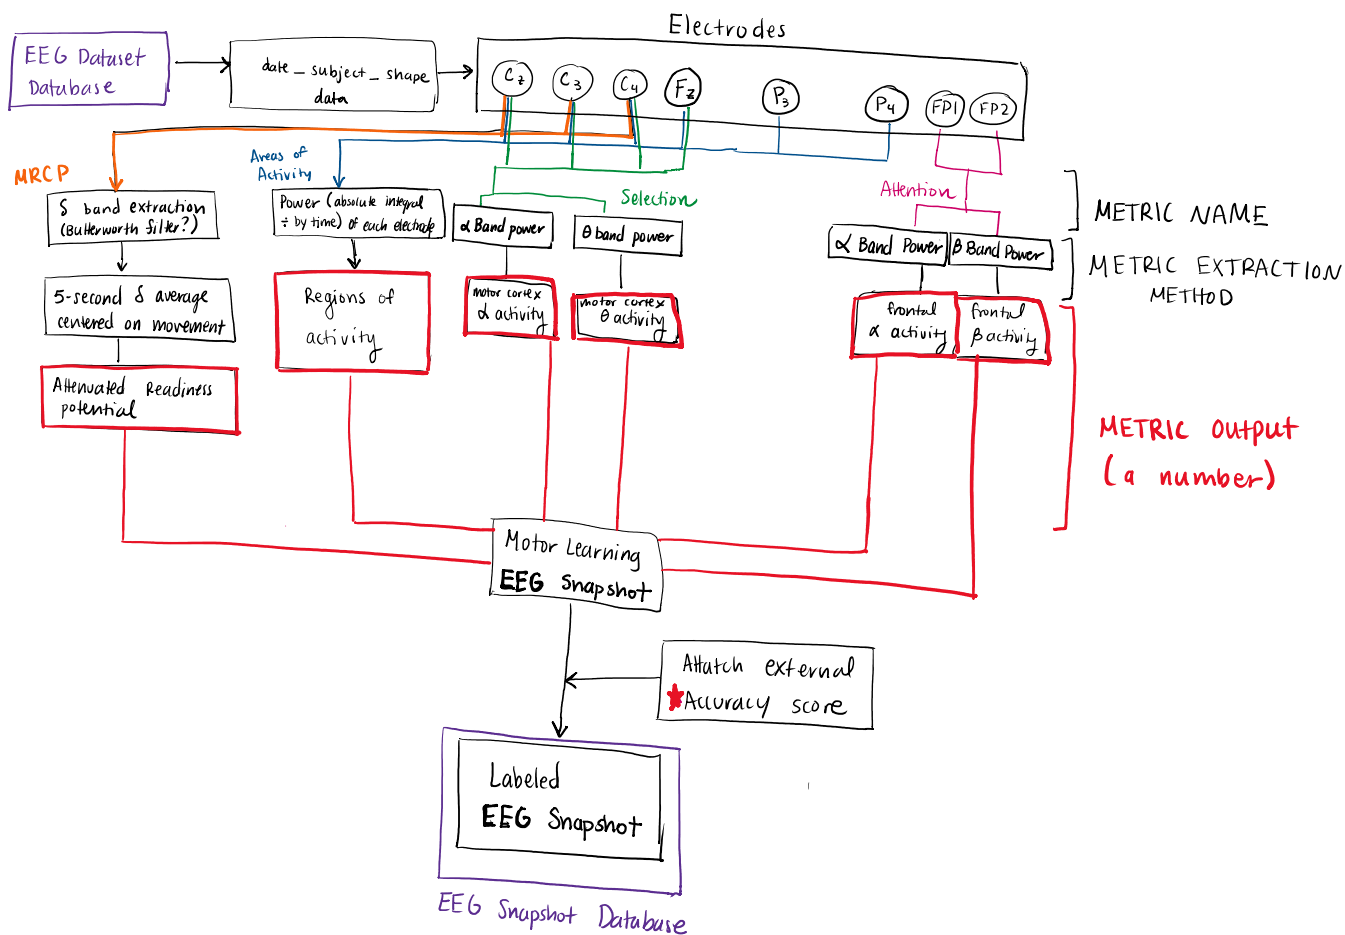 Electrodes
EEG Dataset
Database
date_subject_shape
data
Cz
C3
C4
Fz
P3
P4
FP1
FP2
MRCP
Areas of
Activity
Selection
Attention
METRIC NAME
δ band extraction
(Butterworth filter?)
Power (absolute integral
÷ by time) of each electrode
α Band power
θ band power
α Band Power
β Band Power
METRIC EXTRACTION
METHOD
5-second δ average
centered on movement
Regions of
activity
motor cortex
α activity
motor cortex
θ activity
frontal
α activity
frontal
β activity
Attenuated Readiness
potential
METRIC Output
(a number)
Motor Learning
EEG Snapshot
Attatch external
Accuracy score
Labeled
EEG Snapshot
EEG Snapshot Database